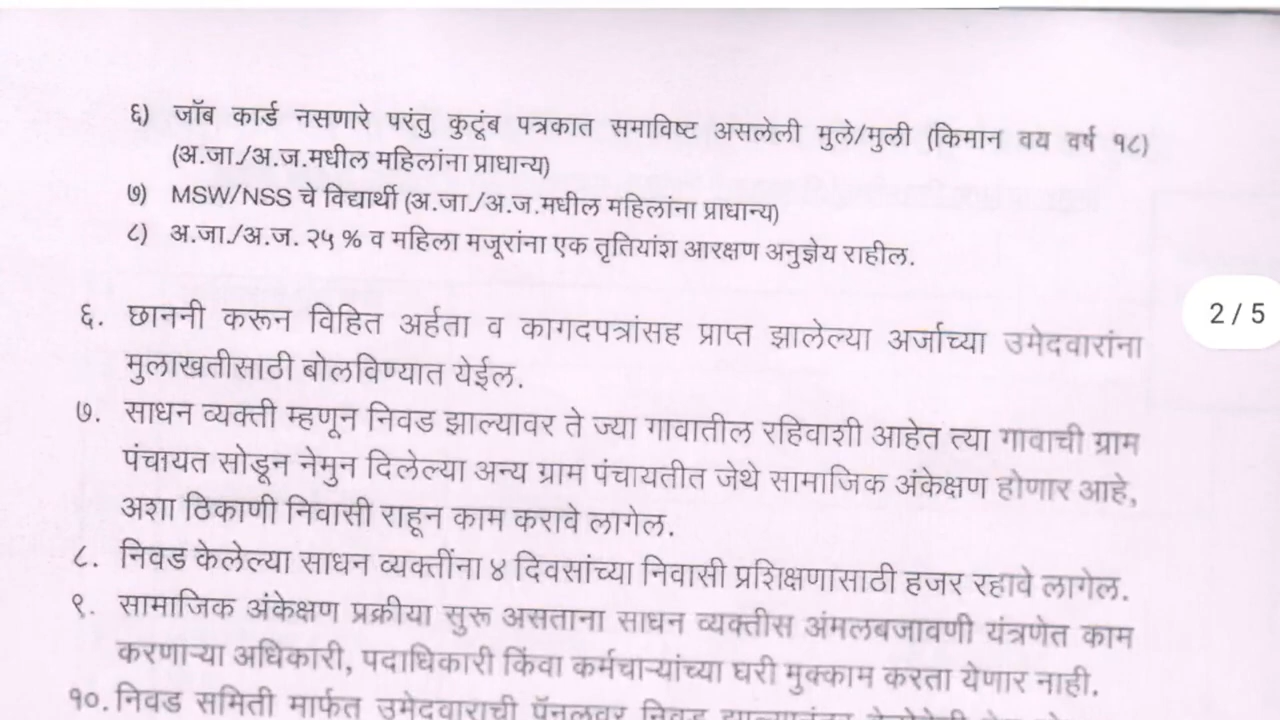 ६) जॉब कार्ड नसणारे परंतु कुटूंब पत्रकात समाविष्ट असलेली मुले/मुली (किमान वय वर्ष १८)
(अ.जा./अ.ज.मधील महिलांना प्राधान्य)
७) MSW/NSS चे विद्यार्थी (अ.जा./अ.ज.मधील महिलांना प्राधान्य)
८) अ.जा./अ.ज. २५ % व महिला मजूरांना एक तृतियांश आरक्षण अनुज्ञेय राहील.
2 / 5
६. छाननी करून विहित अर्हता व कागदपत्रांसह प्राप्त झालेल्या अर्जाच्या उमेदवारांना
मुलाखतीसाठी बोलविण्यात येईल.
७. साधन व्यक्ती म्हणून निवड झाल्यावर ते ज्या गावातील रहिवाशी आहेत त्या गावाची ग्राम
पंचायत सोडून नेमुन दिलेल्या अन्य ग्राम पंचायतीत जेथे सामाजिक अंकेक्षण होणार आहे,
अशा ठिकाणी निवासी राहून काम करावे लागेल.
८. निवड केलेल्या साधन व्यक्तींना ४ दिवसांच्या निवासी प्रशिक्षणासाठी हजर रहावे लागेल.
९. सामाजिक अंकेक्षण प्रक्रीया सुरू असताना साधन व्यक्तीस अंमलबजावणी यंत्रणेत काम
करणाऱ्या अधिकारी, पदाधिकारी किंवा कर्मचाऱ्यांच्या घरी मुक्काम करता येणार नाही.
१०. निवड समिती मार्फत उमेदवाराची पॅनलवर निवड झाल्यानंतर